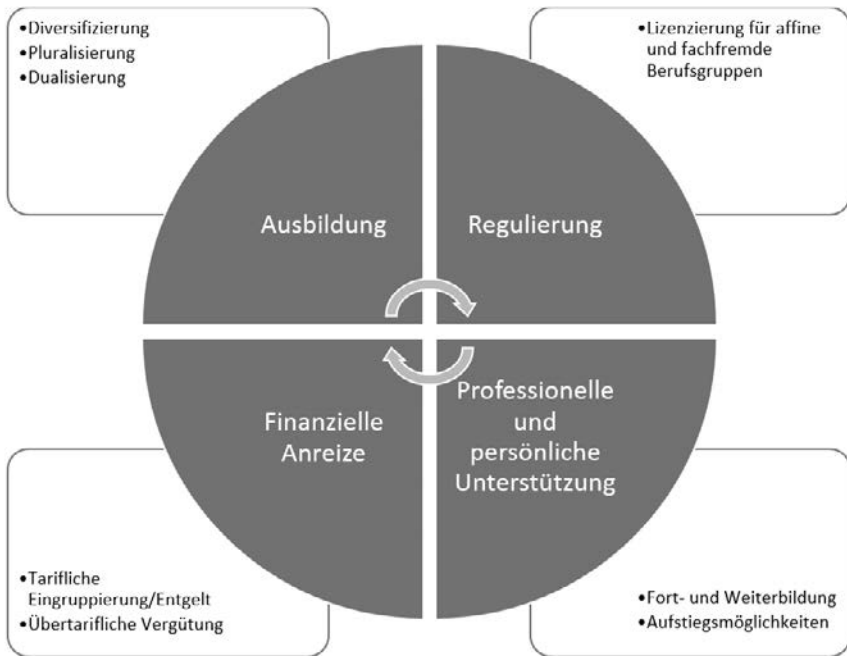 •Diversifizierung
•Pluralisierung
•Dualisierung
•Lizenzierung für affine
und fachfremde
Berufsgruppen
Ausbildung
Regulierung
Finanzielle
Anreize
Professionelle
und
persönliche
Unterstützung
•Tarifliche
Eingruppierung/Entgelt
•Übertarifliche Vergütung
•Fort- und Weiterbildung
•Aufstiegsmöglichkeiten